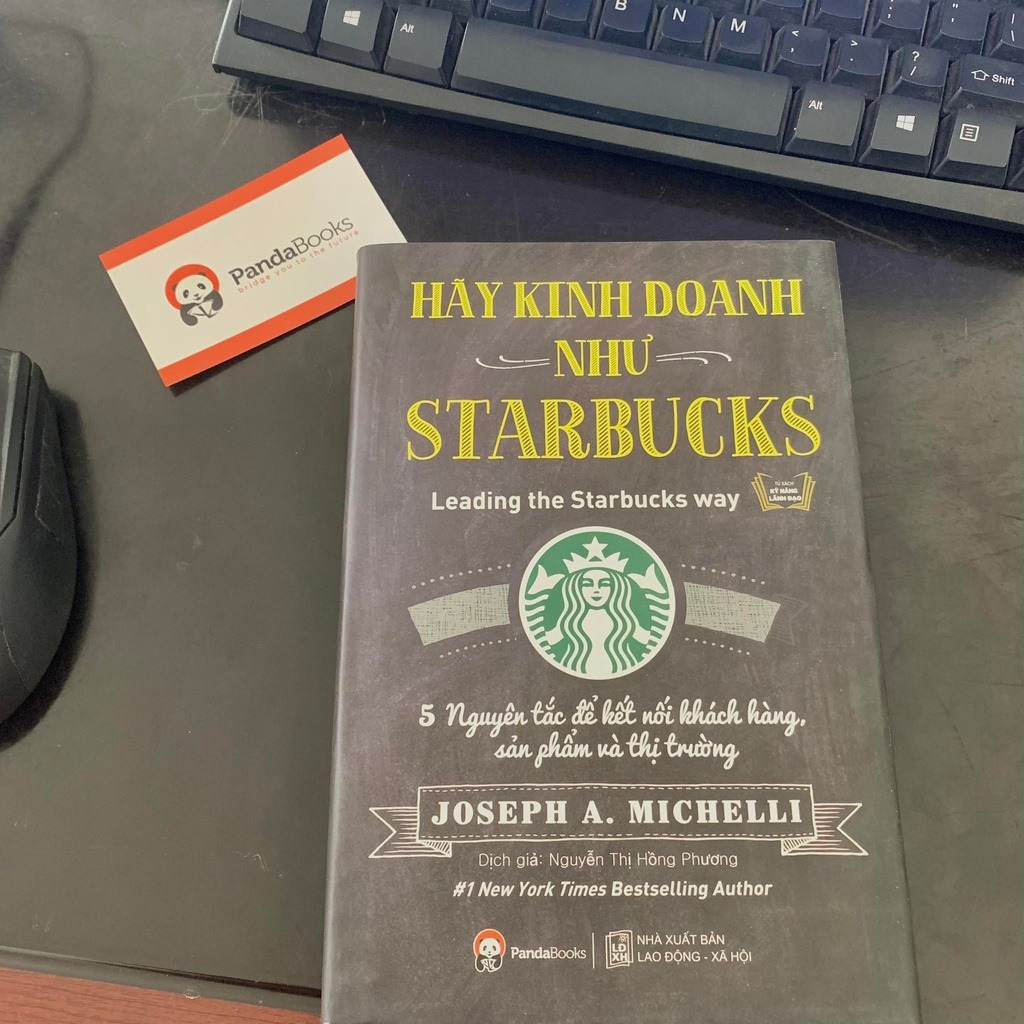 B N M < , > . : ; " ' | \
Alt
? /
Shift
Alt
PandaBooks
bridge you to the future
HÃY KINH DOANH
NHƯ
STARBUCKS
Leading the Starbucks way
TỦ SÁCH
KỸ NĂNG
LÃNH ĐẠO
5 Nguyên tắc để kết nối khách hàng,
sản phẩm và thị trường
JOSEPH A. MICHELLI
Dịch giả: Nguyễn Thị Hồng Phương
#1 New York Times Bestselling Author
PandaBooks
LĐ
XH
NHÀ XUẤT BẢN
LAO ĐỘNG - XÃ HỘI